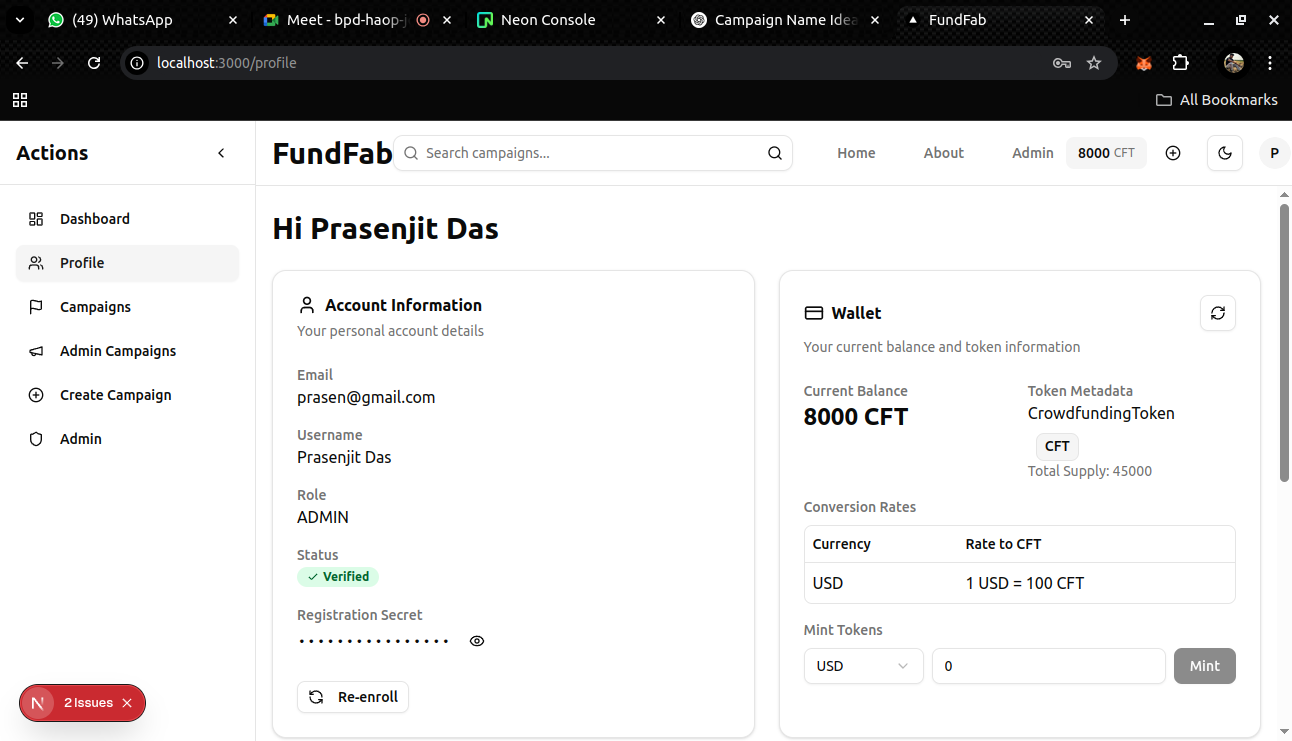 (49) WhatsApp
Meet - bpd-haop-j
Neon Console
Campaign Name Idea
FundFab
localhost:3000/profile
All Bookmarks
Actions
Dashboard
Profile
Campaigns
Admin Campaigns
Create Campaign
Admin
N 2 Issues
FundFab
Search campaigns...
Home
About
Admin
8000 CFT
P
Hi Prasenjit Das
Account Information
Your personal account details
Email
prasen@gmail.com
Username
Prasenjit Das
Role
ADMIN
Status
Verified
Registration Secret
••••••••••••••••
Re-enroll
Wallet
Your current balance and token information
Current Balance
8000 CFT
Token Metadata
CrowdfundingToken
CFT
Total Supply: 45000
Conversion Rates
Currency Rate to CFT
USD 1 USD = 100 CFT
Mint Tokens
USD 0 Mint